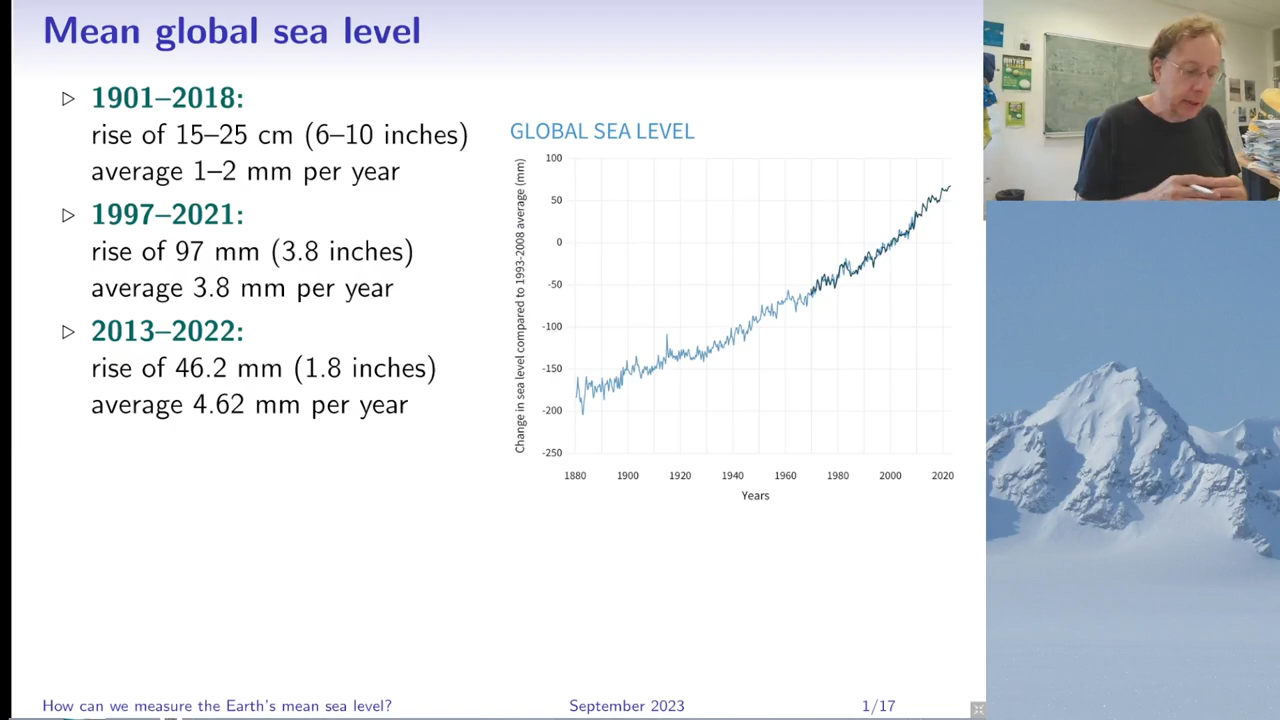 Mean global sea level
▷ 1901–2018:
rise of 15–25 cm (6–10 inches)
average 1–2 mm per year
▷ 1997–2021:
rise of 97 mm (3.8 inches)
average 3.8 mm per year
▷ 2013–2022:
rise of 46.2 mm (1.8 inches)
average 4.62 mm per year
GLOBAL SEA LEVEL
Change in sea level compared to 1993-2008 average (mm)
100
50
0
-50
-100
-150
-200
-250
1880 1900 1920 1940 1960 1980 2000 2020
Years
How can we measure the Earth's mean sea level? September 2023 1/17